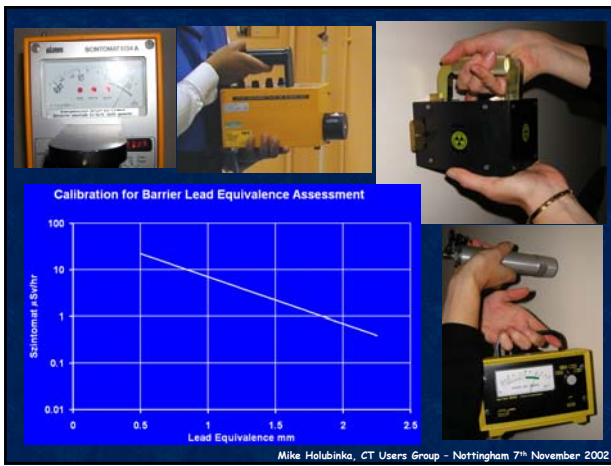 SCINTOMAT 6134 A
Calibration for Barrier Lead Equivalence Assessment
Szintomat µSv/hr
100
10
1
0.1
0.01
0
0.5
1
1.5
2
2.5
Lead Equivalence mm
Mike Holubinka, CT Users Group - Nottingham 7th November 2002